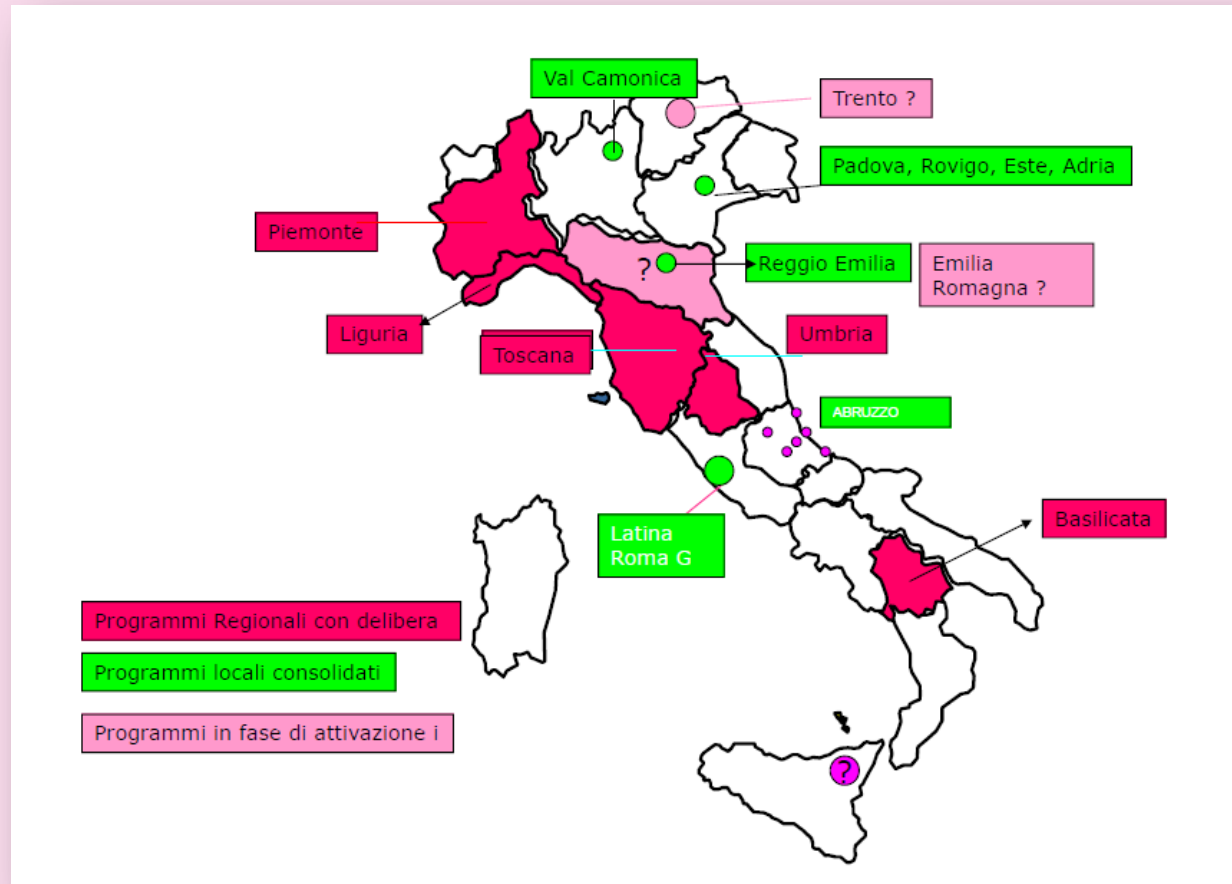 Val Camonica
Trento ?
Padova, Rovigo, Este, Adria
Piemonte
?
Reggio Emilia
Emilia
Romagna ?
Liguria
Toscana
Umbria
ABRUZZO
Latina
Roma G
Basilicata
Programmi Regionali con delibera
Programmi locali consolidati
Programmi in fase di attivazione i
?